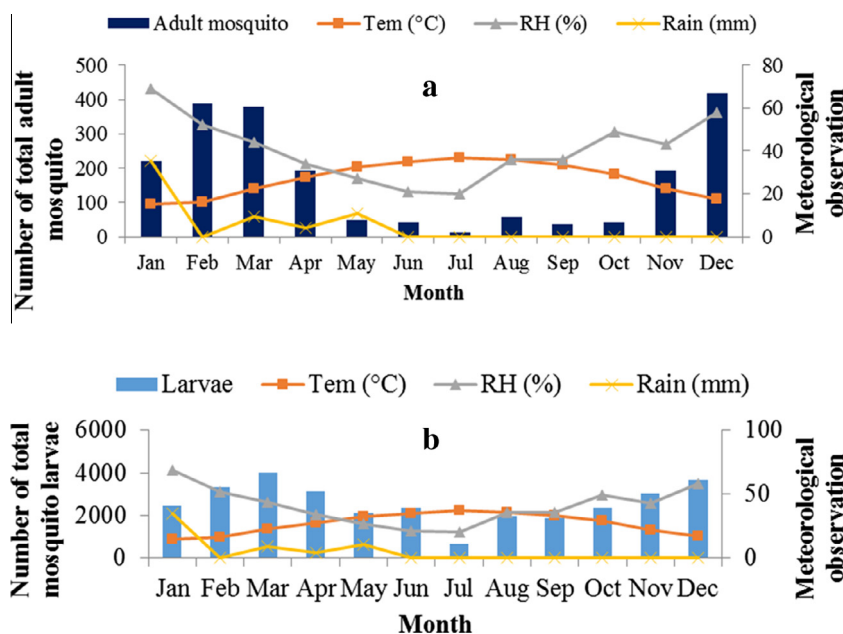 Adult mosquito Tem (°C) RH (%) Rain (mm)
a
Number of total adult
mosquito
500
400
300
200
100
0
80
60
40
20
0
Meteorological
observation
Jan Feb Mar Apr May Jun Jul Aug Sep Oct Nov Dec
Month
Larvae Tem (°C) RH (%) Rain (mm)
b
Number of total
mosquito larvae
6000
4000
2000
0
100
50
0
Meteorological
observation
Jan Feb Mar Apr May Jun Jul Aug Sep Oct Nov Dec
Month